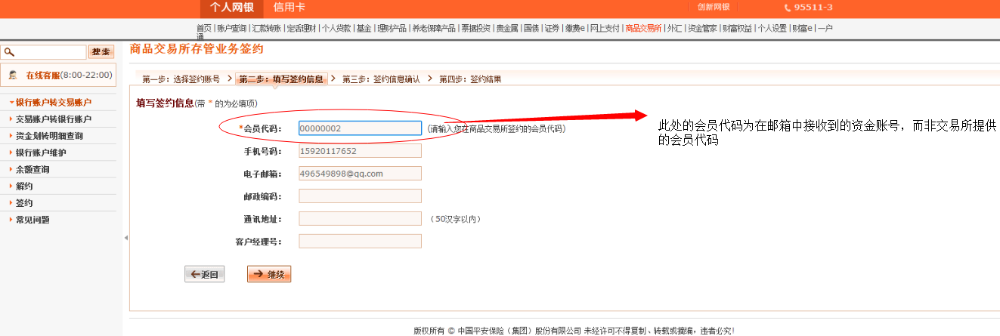 个人网银 信用卡 创新网银 95511-3
首页 | 账户查询 | 汇款转账 | 定活理财 | 个人贷款 | 基金 | 理财产品 | 养老保障产品 | 票据投资 | 贵金属 | 国债 | 证券 | 缴费e | 网上支付 | 商品交易所 | 外汇 | 资金管家 | 财富权益 | 个人设置 | 财富e | 一户
通
搜索
在线客服(8:00-22:00)
银行账户转交易账户
交易账户转银行账户
资金划转明细查询
银行账户维护
余额查询
解约
签约
常见问题
商品交易所存管业务签约
第一步：选择签约账号 > 第二步：填写签约信息 > 第三步：签约信息确认 > 第四步：签约结果
填写签约信息(带 * 的为必填项)
*会员代码： 00000002 (请输入您在商品交易所签约的会员代码)
手机号码： 15920117652
电子邮箱： 496549898@qq.com
邮政编码：
通讯地址： （50汉字以内）
客户经理号：
返回 继续
此处的会员代码为在邮箱中接收到的资金账号，而非交易所提供
的会员代码
版权所有 © 中国平安保险（集团）股份有限公司 未经许可不得复制、转载或摘编，违者必究！